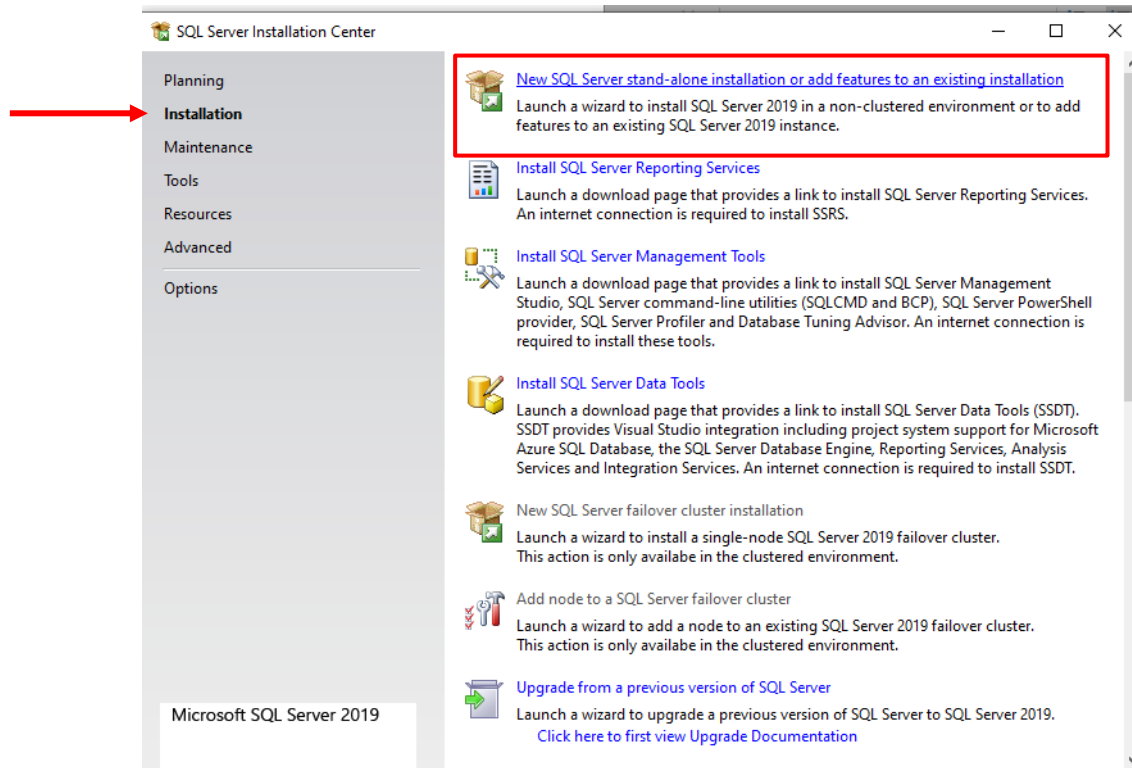 SQL Server Installation Center
Planning
Installation
Maintenance
Tools
Resources
Advanced
Options
Microsoft SQL Server 2019
New SQL Server stand-alone installation or add features to an existing installation
Launch a wizard to install SQL Server 2019 in a non-clustered environment or to add
features to an existing SQL Server 2019 instance.
Install SQL Server Reporting Services
Launch a download page that provides a link to install SQL Server Reporting Services.
An internet connection is required to install SSRS.
Install SQL Server Management Tools
Launch a download page that provides a link to install SQL Server Management
Studio, SQL Server command-line utilities (SQLCMD and BCP), SQL Server PowerShell
provider, SQL Server Profiler and Database Tuning Advisor. An internet connection is
required to install these tools.
Install SQL Server Data Tools
Launch a download page that provides a link to install SQL Server Data Tools (SSDT).
SSDT provides Visual Studio integration including project system support for Microsoft
Azure SQL Database, the SQL Server Database Engine, Reporting Services, Analysis
Services and Integration Services. An internet connection is required to install SSDT.
New SQL Server failover cluster installation
Launch a wizard to install a single-node SQL Server 2019 failover cluster.
This action is only availabe in the clustered environment.
Add node to a SQL Server failover cluster
Launch a wizard to add a node to an existing SQL Server 2019 failover cluster.
This action is only availabe in the clustered environment.
Upgrade from a previous version of SQL Server
Launch a wizard to upgrade a previous version of SQL Server to SQL Server 2019.
Click here to first view Upgrade Documentation